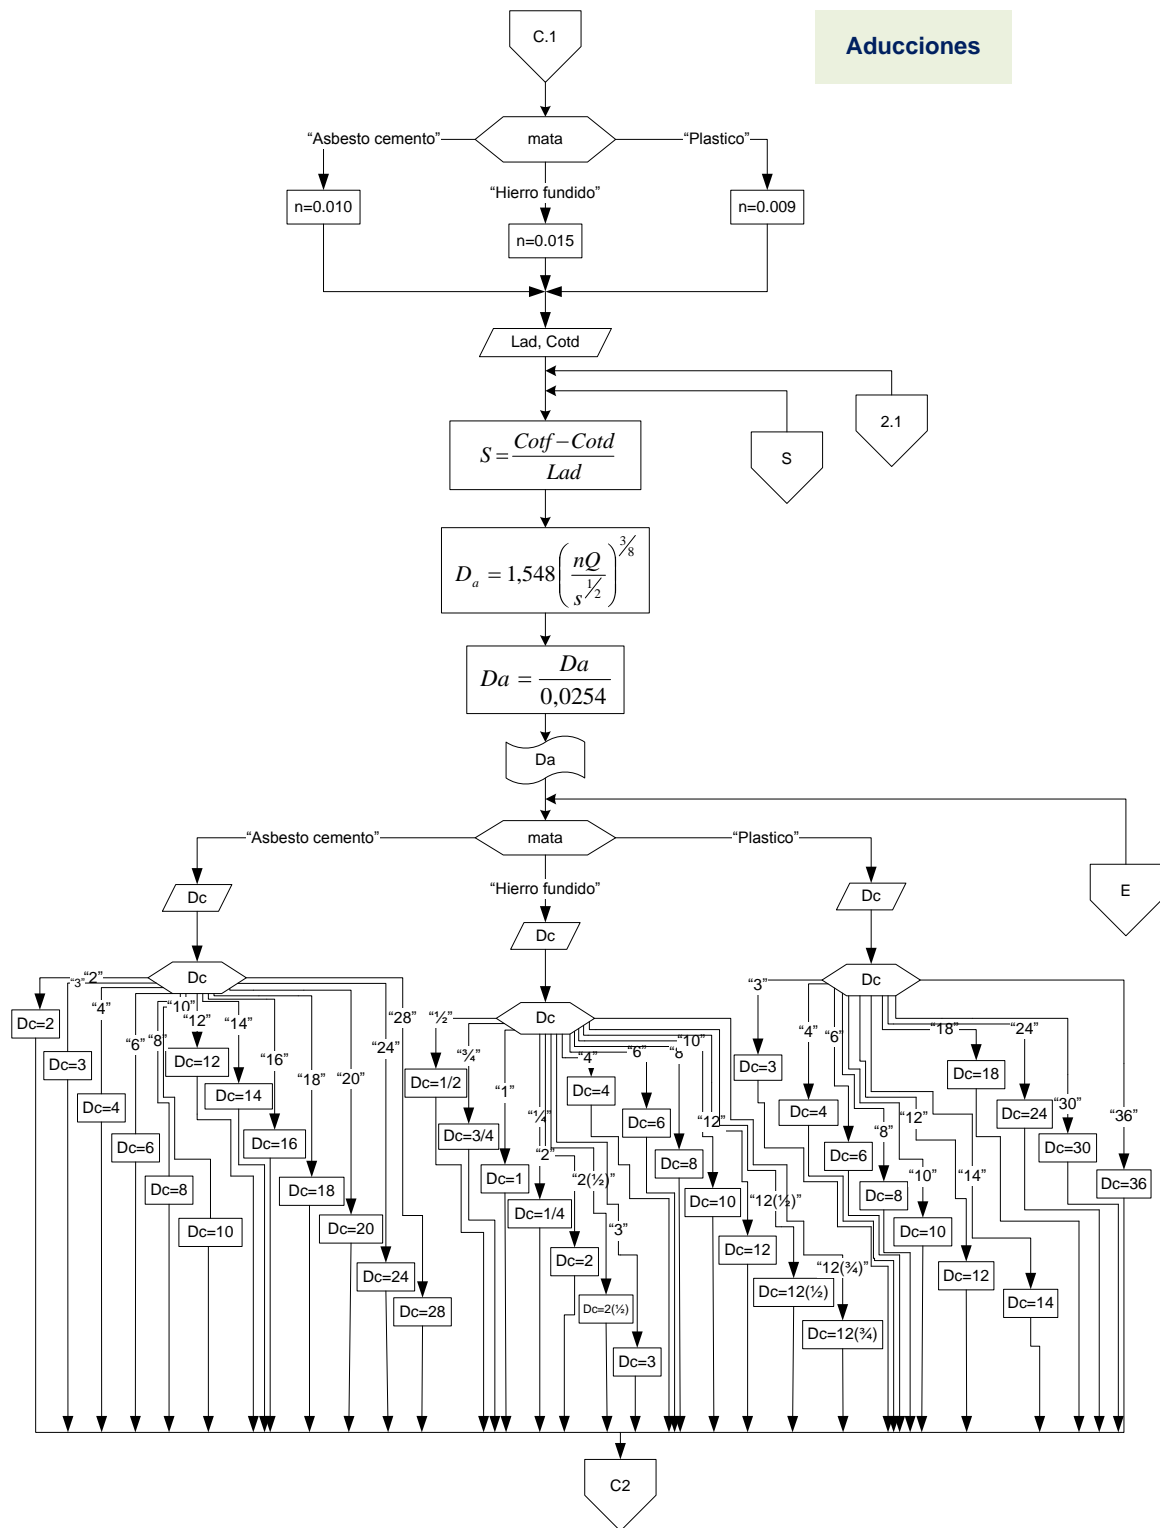 C.1
Aducciones
“Asbesto cemento”
mata
“Plastico”
“Hierro fundido”
n=0.010
n=0.015
n=0.009
Lad, Cotd
2.1
S
S = Cotf − Cotd / Lad
D_a = 1,548 (nQ / s^1/2)^3/8
Da = Da / 0,0254
Da
“Asbesto cemento”
mata
“Plastico”
“Hierro fundido”
E
Dc
Dc
Dc
Dc
“2”
“3”
“4”
“6”
“8”
“10”
“12”
“14”
“16”
“18”
“20”
“24”
“28”
Dc=2
Dc=3
Dc=4
Dc=6
Dc=8
Dc=10
Dc=12
Dc=14
Dc=16
Dc=18
Dc=20
Dc=24
Dc=28
Dc
“½”
“¾”
“1”
“¼”
“2”
“2(½)”
“3”
“4”
“6”
“8”
“10”
“12”
“12(½)”
“12(¾)”
Dc=1/2
Dc=3/4
Dc=1
Dc=1/4
Dc=2
Dc=2(½)
Dc=3
Dc=4
Dc=6
Dc=8
Dc=10
Dc=12
Dc=12(½)
Dc=12(¾)
Dc
“3”
“4”
“6”
“8”
“10”
“12”
“14”
“18”
“24”
“30”
“36”
Dc=3
Dc=4
Dc=6
Dc=8
Dc=10
Dc=12
Dc=14
Dc=18
Dc=24
Dc=30
Dc=36
C2